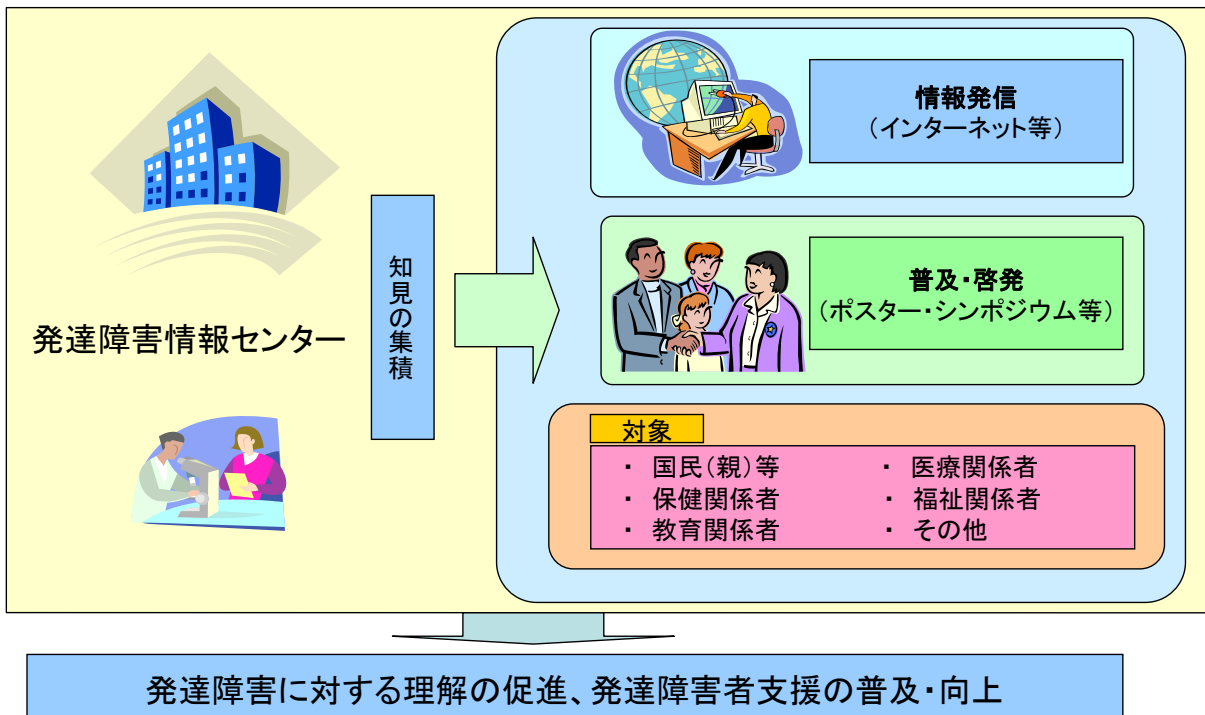 発達障害情報センター
知見の集積
情報発信
（インターネット等）
普及・啓発
（ポスター・シンポジウム等）
対象
・ 国民（親）等
・ 医療関係者
・ 保健関係者
・ 福祉関係者
・ 教育関係者
・ その他
発達障害に対する理解の促進、発達障害者支援の普及・向上